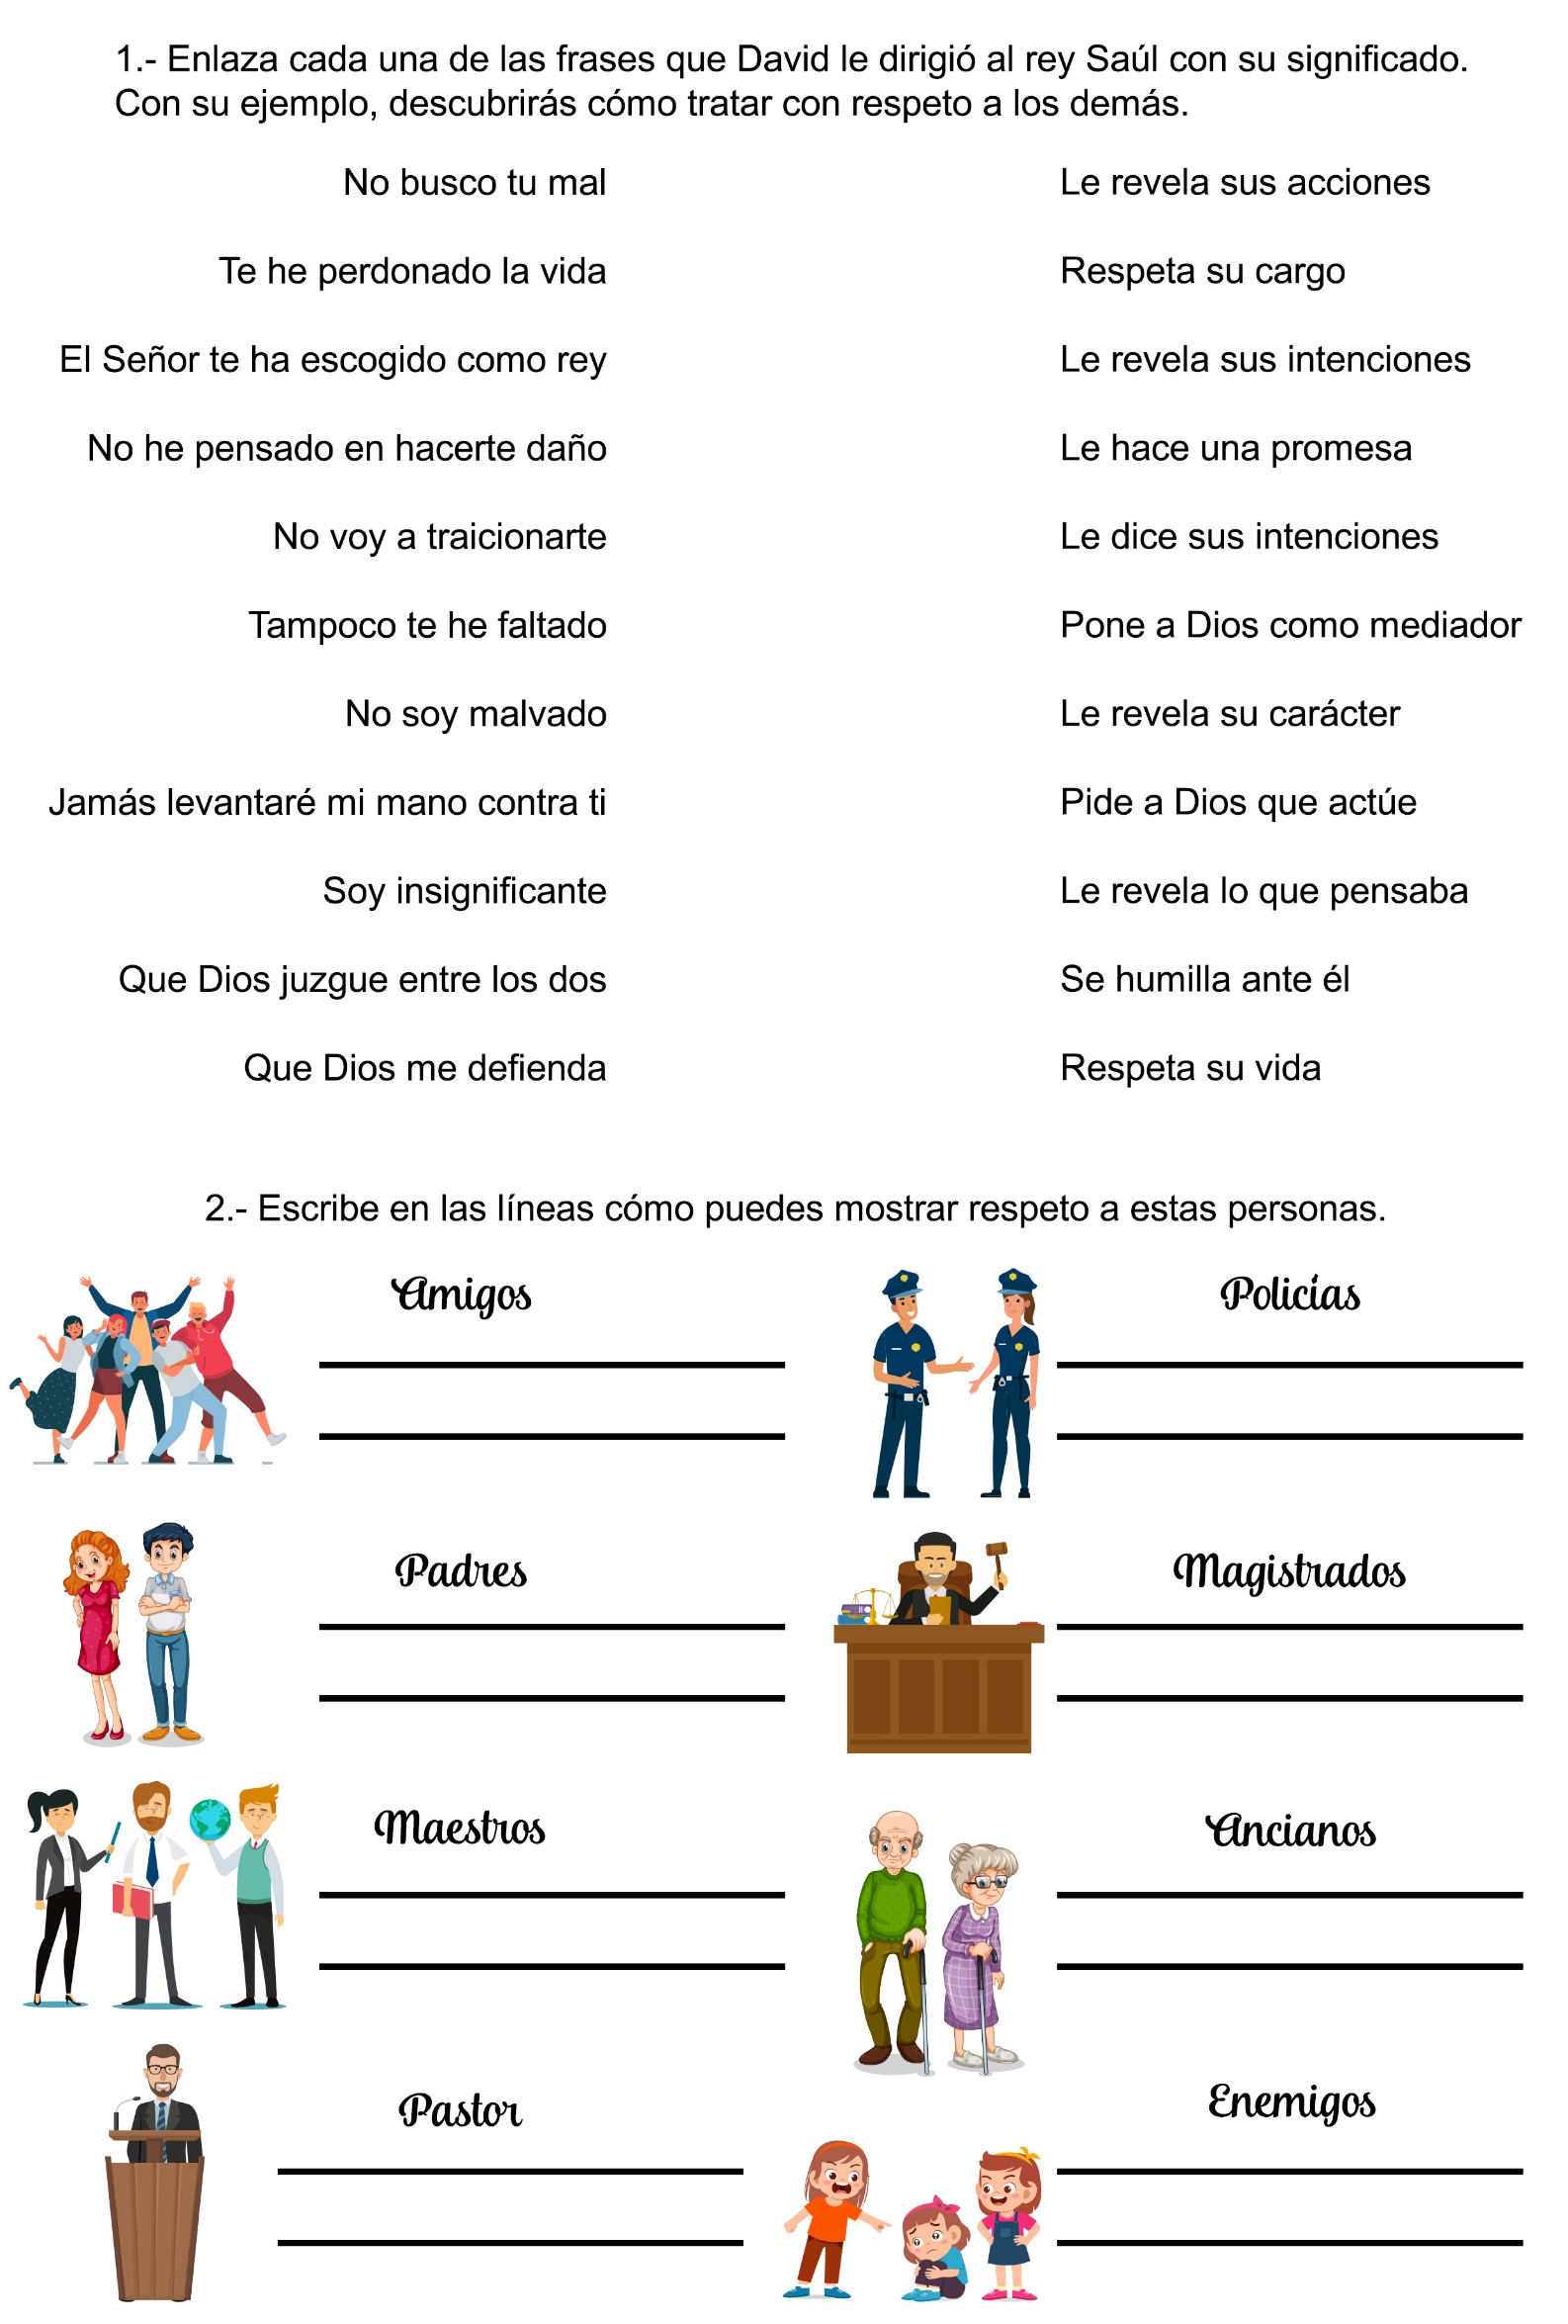 1.- Enlaza cada una de las frases que David le dirigió al rey Saúl con su significado.
Con su ejemplo, descubrirás cómo tratar con respeto a los demás.
No busco tu mal
Le revela sus acciones
Te he perdonado la vida
Respeta su cargo
El Señor te ha escogido como rey
Le revela sus intenciones
No he pensado en hacerte daño
Le hace una promesa
No voy a traicionarte
Le dice sus intenciones
Tampoco te he faltado
Pone a Dios como mediador
No soy malvado
Le revela su carácter
Jamás levantaré mi mano contra ti
Pide a Dios que actúe
Soy insignificante
Le revela lo que pensaba
Que Dios juzgue entre los dos
Se humilla ante él
Que Dios me defienda
Respeta su vida
2.- Escribe en las líneas cómo puedes mostrar respeto a estas personas.
Amigos
Policías
Padres
Magistrados
Maestros
Ancianos
Pastor
Enemigos